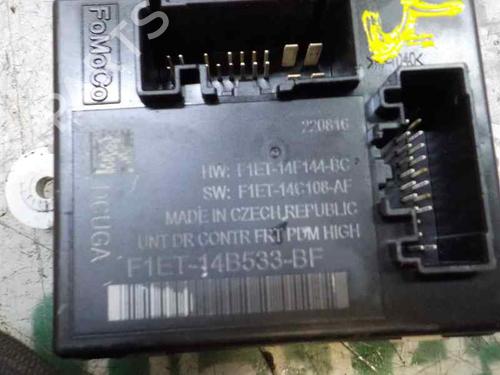 FoMoCo
220816
HW: F1ET-14F144-BC
SW: F1ET-14C108-AF
MADE IN CZECH REPUBLIC
UNT DR CONTR FRT PDM HIGH
F1ET-14B533-BF